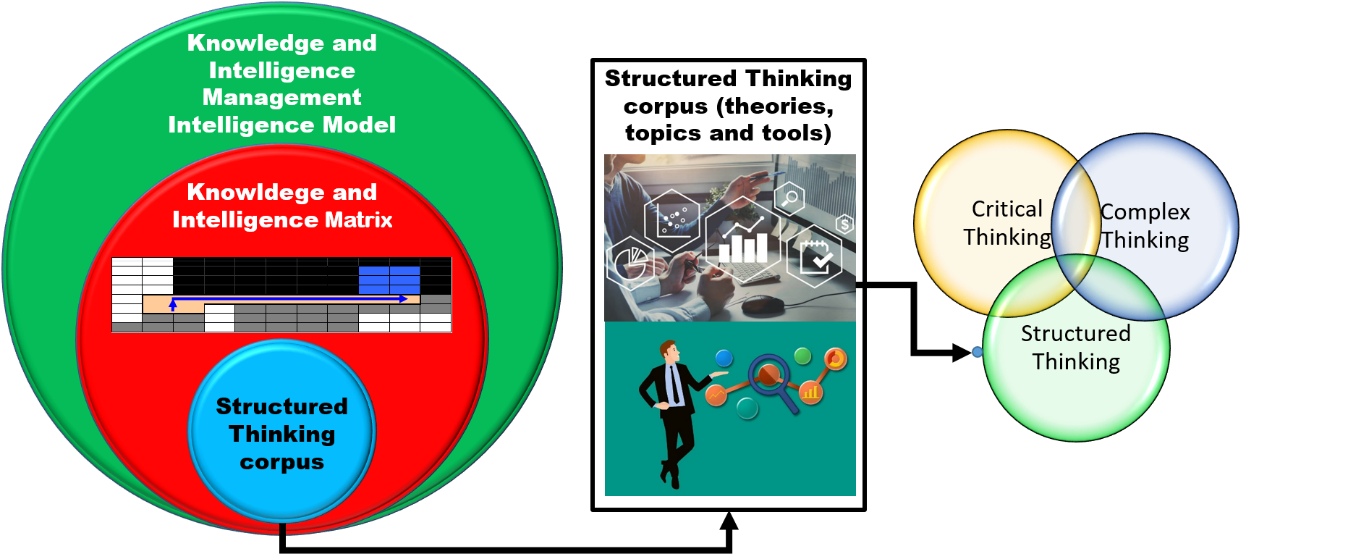 Knowledge and
Intelligence
Management
Intelligence Model
Knowldege and
Intelligence Matrix
Structured
Thinking
corpus
Structured Thinking
corpus (theories,
topics and tools)
$
Critical
Thinking
Complex
Thinking
Structured
Thinking